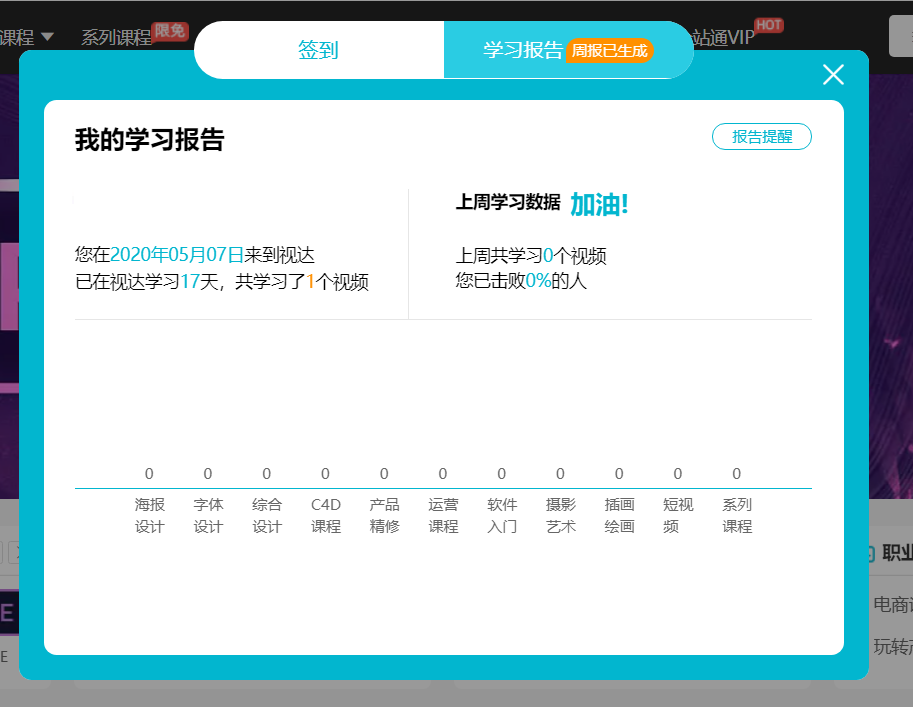 课程 系列课程 限免 站通VIP HOT
签到 学习报告 周报已生成
我的学习报告 报告提醒
上周学习数据 加油!
您在2020年05月07日来到视达
已在视达学习17天，共学习了1个视频
上周共学习0个视频
您已击败0%的人
0 0 0 0 0 0 0 0 0 0 0
海报 字体 综合 C4D 产品 运营 软件 摄影 插画 短视 系列
设计 设计 设计 课程 精修 课程 入门 艺术 绘画 频 课程
职业
电商
玩转
E
E